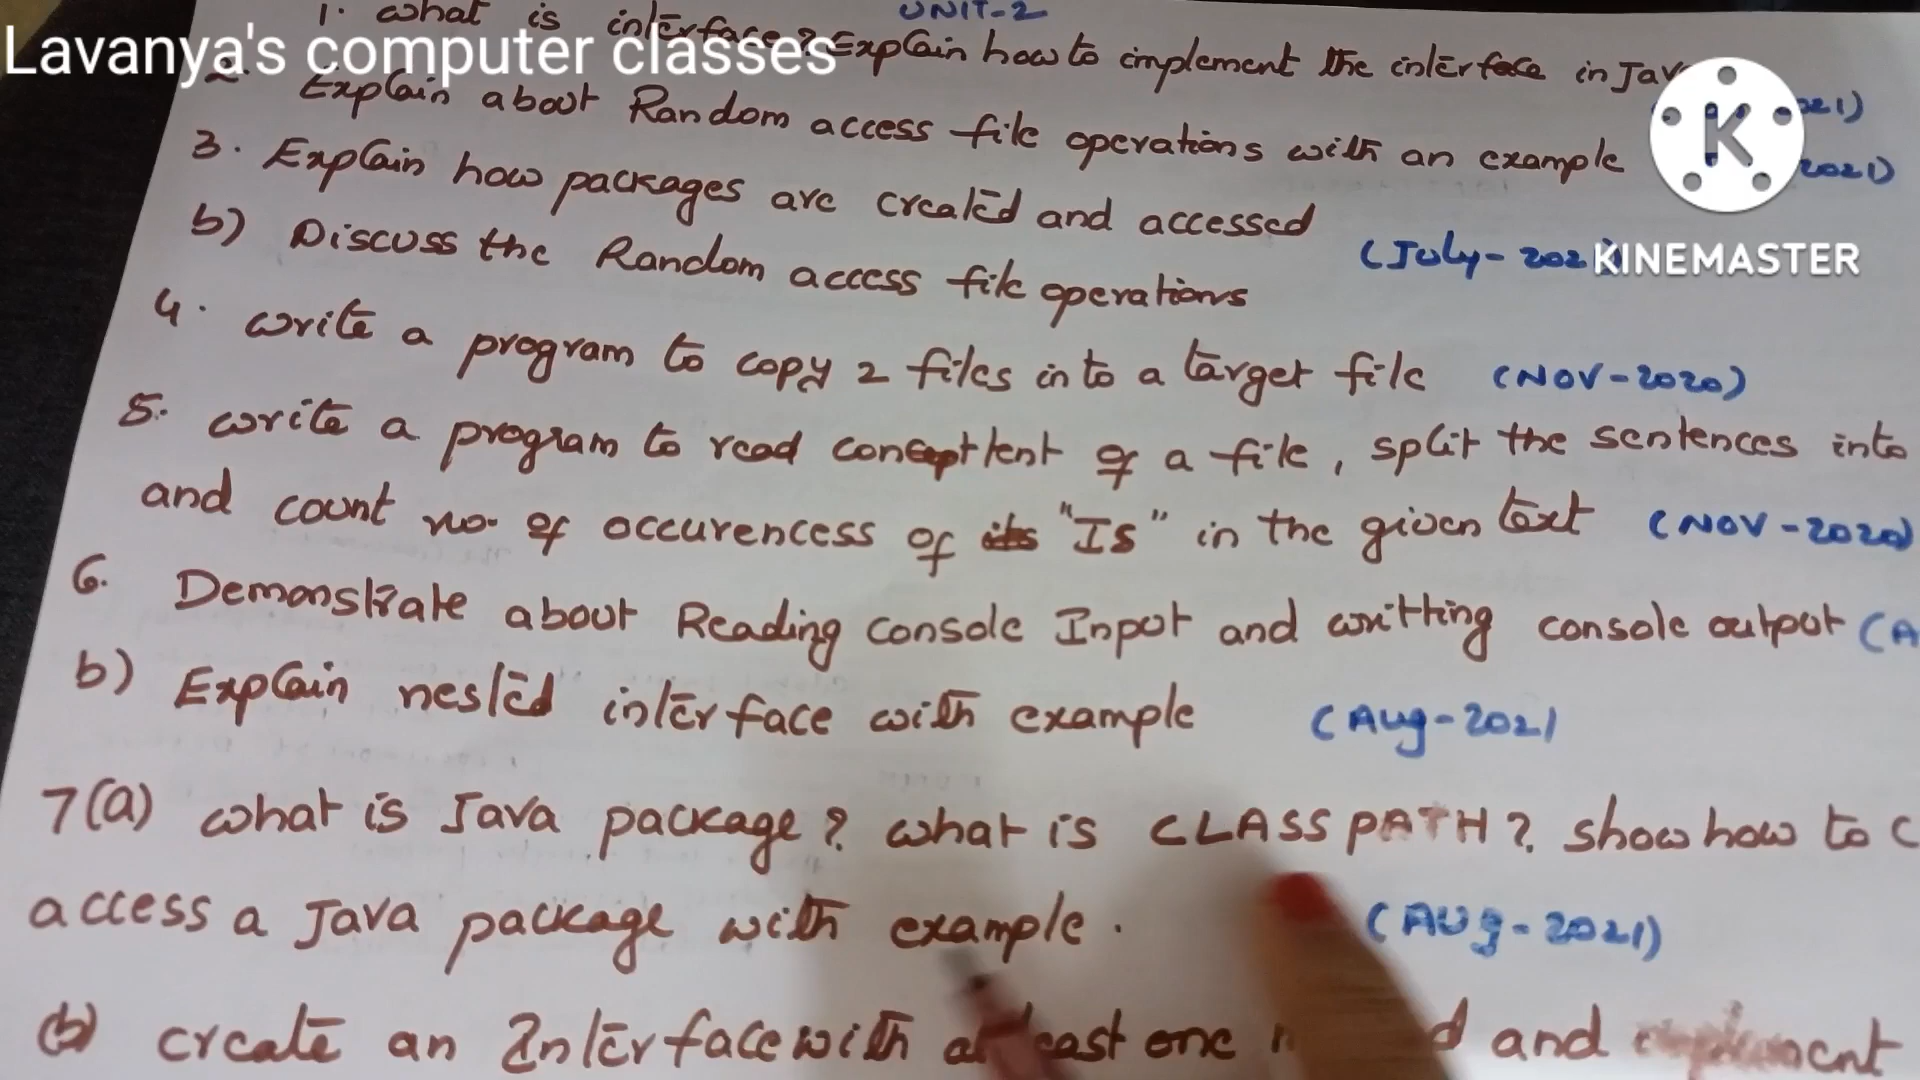 UNIT-2
1. what is interface? Explain how to implement the interface in Java
Lavanya's computer classes
2. Explain about Random access file operations with an example 2021)
3. Explain how packages are created and accessed
b) Discuss the Random access file operations (July-202
K
KINEMASTER
4. write a program to copy 2 files into a target file (NOV-2020)
5. write a program to read content of a file, split the sentences into
and count no. of occurencess of "Is" in the given text (NOV-2020)
6. Demonstrate about Reading console Input and writting console output (A
b) Explain nested interface with example (Aug-2021
7(a) what is Java package? what is CLASSPATH? show how to C
access a Java package with example. (AUg-2021)
(b) create an Interface with at least one and implement